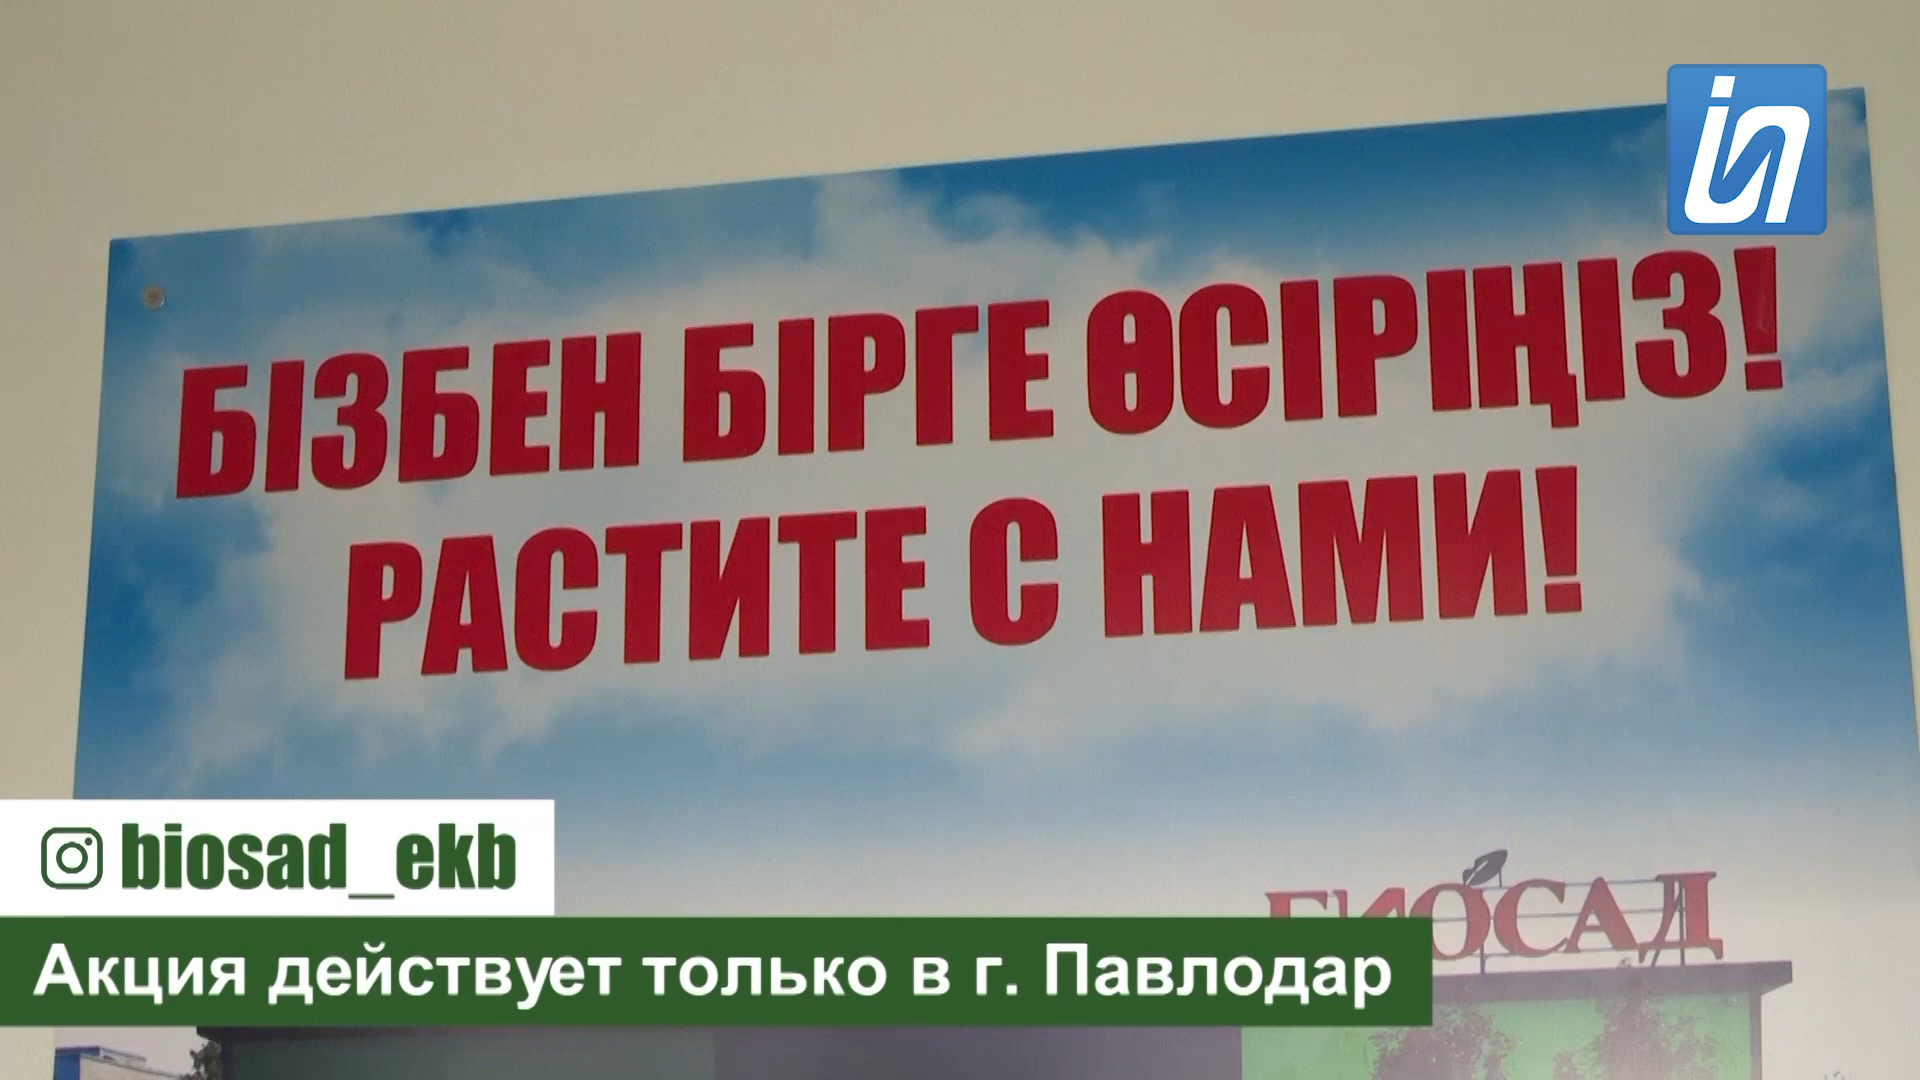 БІЗБЕН БІРГЕ ӨСІРІҢІЗ!
РАСТИТЕ С НАМИ!
БИОСАД
biosad_ekb
Акция действует только в г. Павлодар